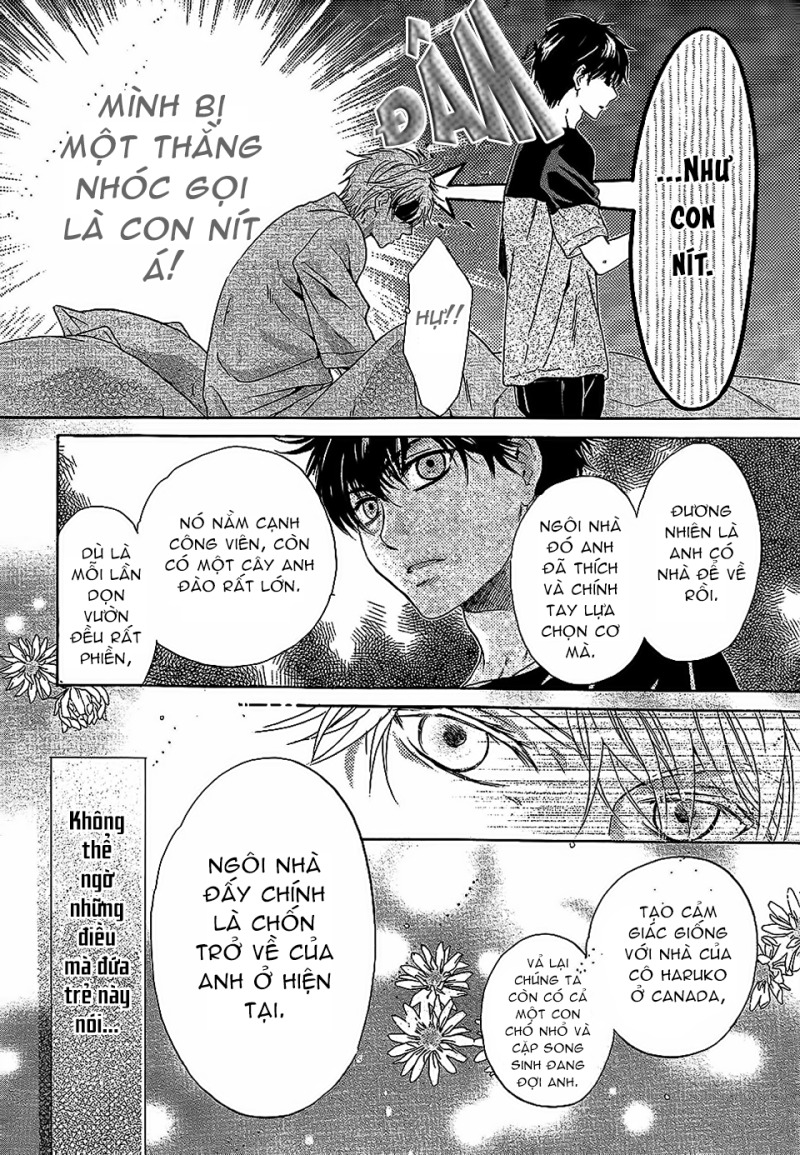 ...NHƯ
CON
NÍT.
ĐÂM
HỰ!!
MÌNH BỊ
MỘT THẰNG
NHÓC GỌI
LÀ CON NÍT
Á!
ĐƯƠNG
NHIÊN LÀ
ANH CÓ
NHÀ ĐỂ VỀ
RỒI.
NGÔI NHÀ
ĐÓ ANH
ĐÃ THÍCH
VÀ CHÍNH
TAY LỰA
CHỌN CƠ
MÀ.
NÓ NẰM CẠNH
CÔNG VIÊN, CÒN
CÓ MỘT CÂY ANH
ĐÀO RẤT LỚN.
DÙ LÀ
MỖI LẦN
DỌN
VƯỜN
ĐỀU RẤT
PHIỀN,
TẠO CẢM
GIÁC GIỐNG
VỚI NHÀ CỦA
CÔ HARUKO
Ở CANADA,
VẢ LẠI
CHÚNG TA
CÒN CÓ CẢ
MỘT CON
CHÓ NHỎ VÀ
CẶP SONG
SINH ĐANG
ĐỢI ANH.
NGÔI NHÀ
ĐẤY CHÍNH
LÀ CHỐN
TRỞ VỀ CỦA
ANH Ở HIỆN
TẠI.
Không
thể
ngờ
những
điều
mà đứa
trẻ này
nói...